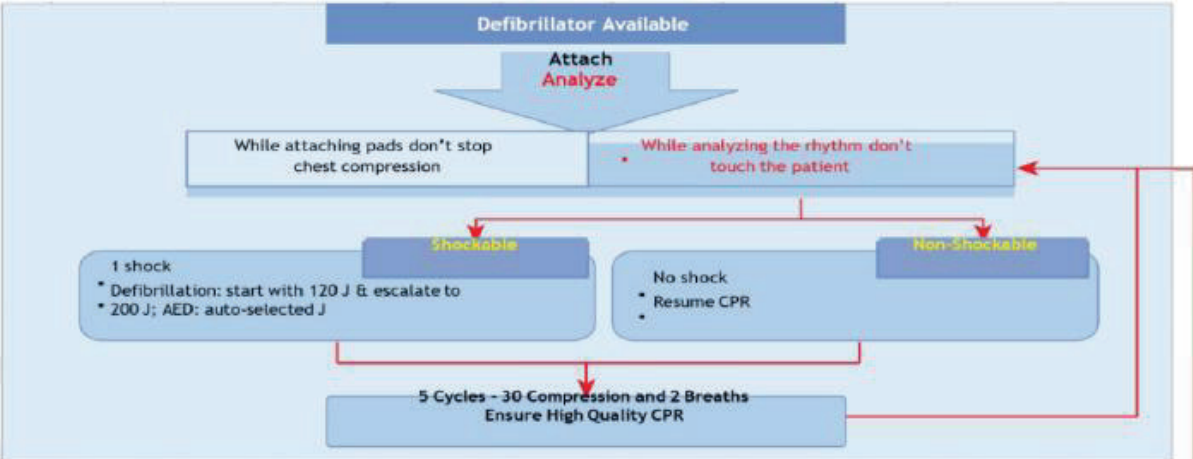 Defibrillator Available
Attach
Analyze
While attaching pads don't stop
chest compression
• While analyzing the rhythm don't
touch the patient
Shockable
1 shock
• Defibrillation: start with 120 J & escalate to
• 200 J; AED: auto-selected J
Non-Shockable
No shock
• Resume CPR
•
5 Cycles - 30 Compression and 2 Breaths
Ensure High Quality CPR